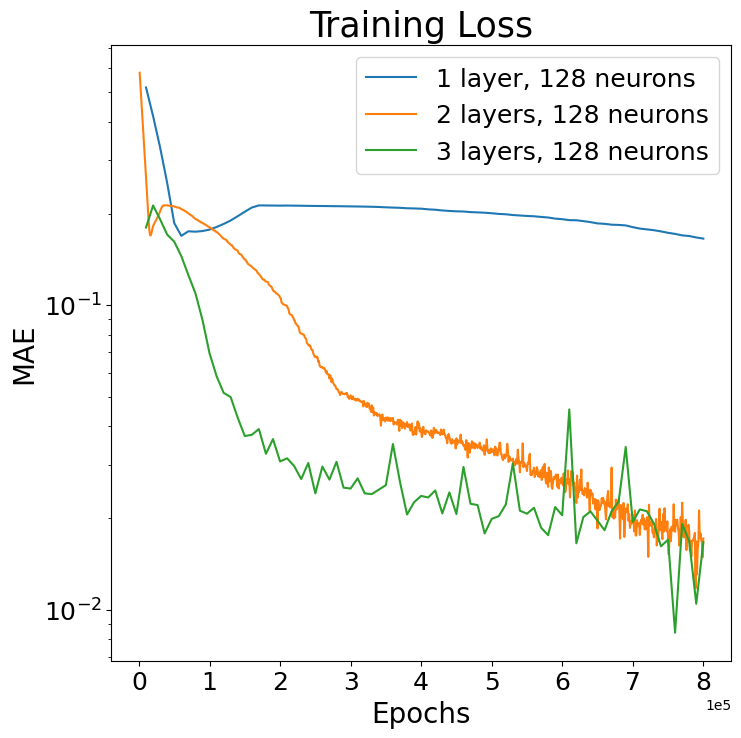 Training Loss
1 layer, 128 neurons
2 layers, 128 neurons
3 layers, 128 neurons
MAE
10⁻¹
10⁻²
0 1 2 3 4 5 6 7 8
1e5
Epochs